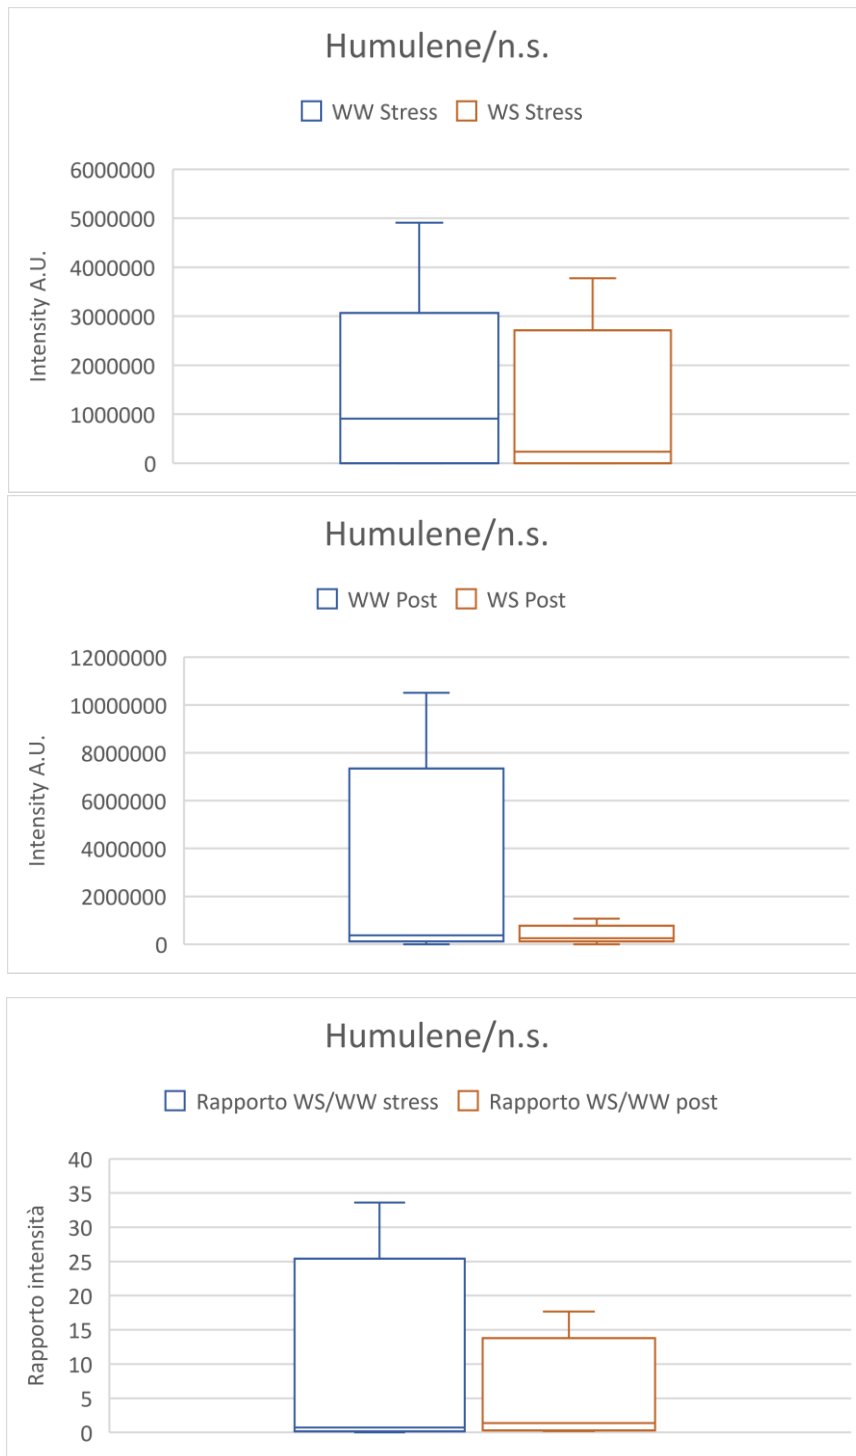 Humulene/n.s.
WW Stress WS Stress
6000000
5000000
4000000
3000000
2000000
1000000
0
Intensity A.U.
Humulene/n.s.
WW Post WS Post
12000000
10000000
8000000
6000000
4000000
2000000
0
Intensity A.U.
Humulene/n.s.
Rapporto WS/WW stress Rapporto WS/WW post
40
35
30
25
20
15
10
5
0
Rapporto intensità